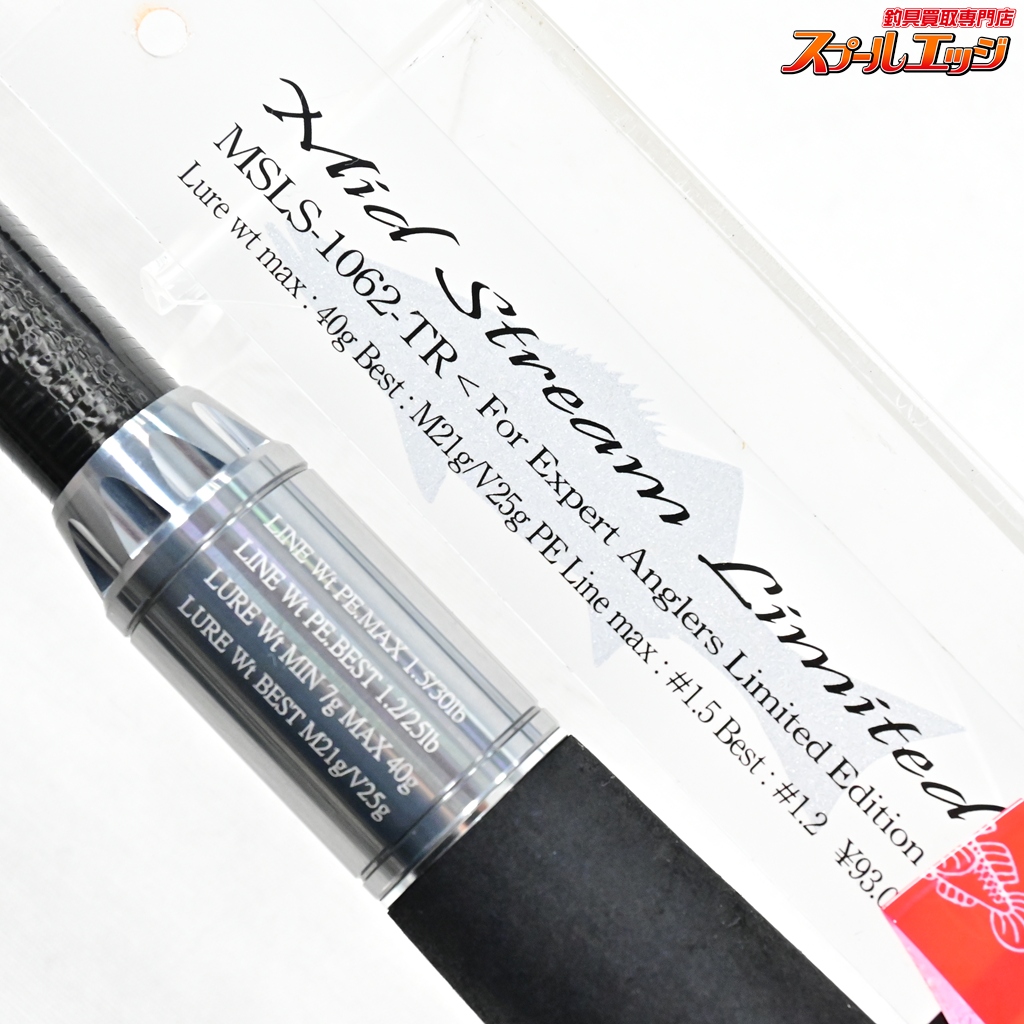 釣具買取専門店
スプールエッジ
Mid Stream Limited
MSLS-1062-TR < For Expert Anglers Limited Edition
Lure wt max : 40g Best : M21g/V25g PE Line max : #1.5 Best : #1.2 ¥93,0
LINE Wt PE.MAX 1.5/30lb
LINE Wt PE.BEST 1.2/25lb
LURE Wt MIN 7g MAX 40g
LURE Wt BEST M21g/V25g